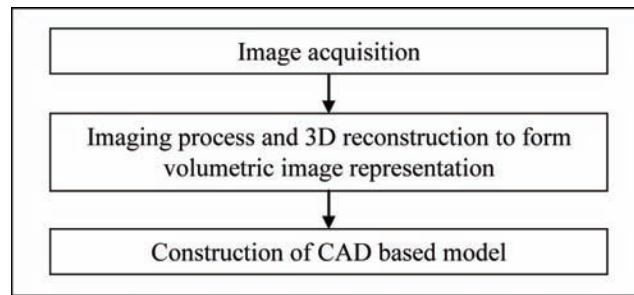 Image acquisition
Imaging process and 3D reconstruction to form
volumetric image representation
Construction of CAD based model